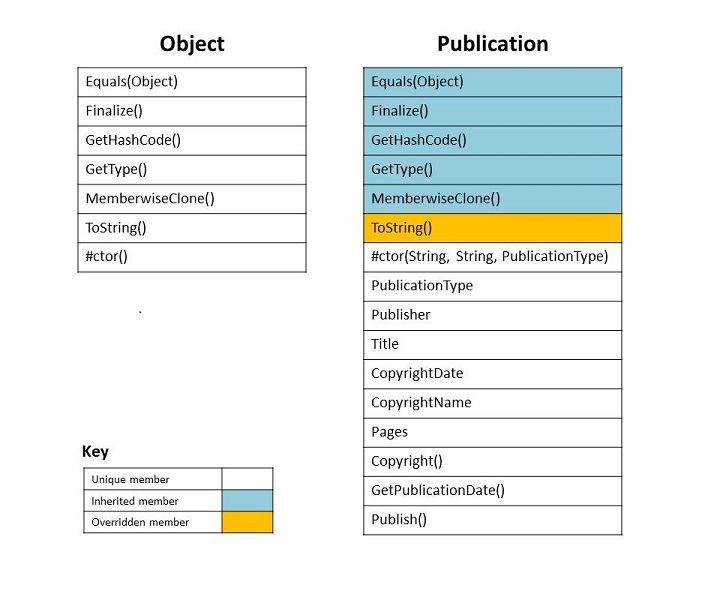 Object
Equals(Object)
Finalize()
GetHashCode()
GetType()
MemberwiseClone()
ToString()
#ctor()
Publication
Equals(Object)
Finalize()
GetHashCode()
GetType()
MemberwiseClone()
ToString()
#ctor(String, String, PublicationType)
PublicationType
Publisher
Title
CopyrightDate
CopyrightName
Pages
Copyright()
GetPublicationDate()
Publish()
Key
Unique member
Inherited member
Overridden member